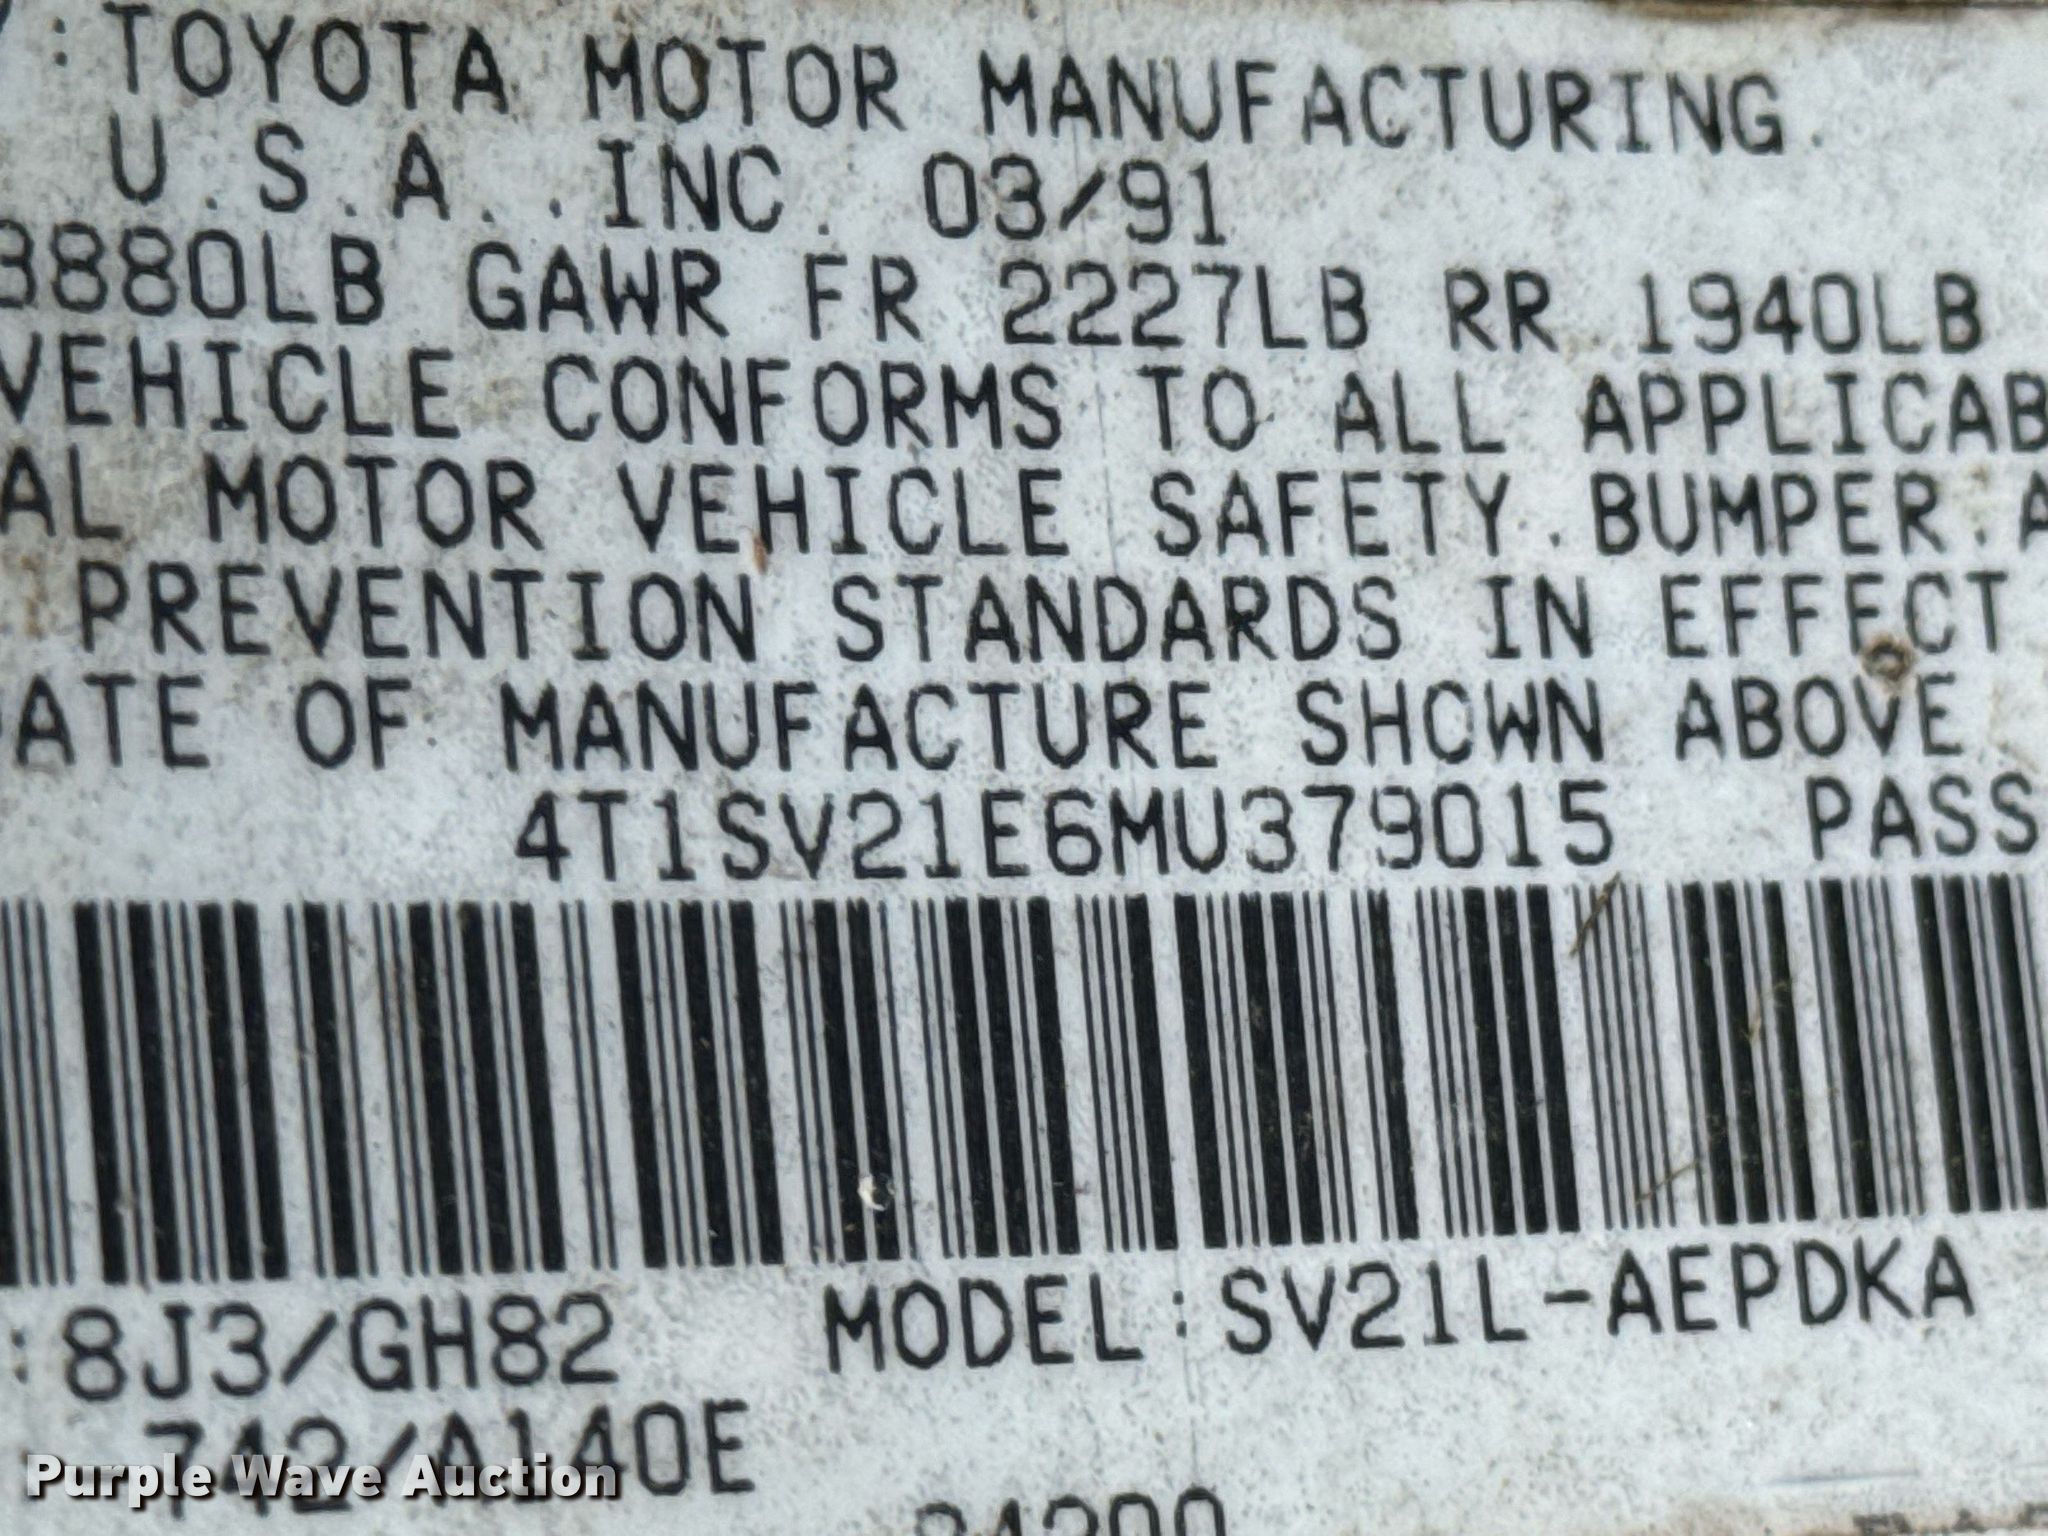 : TOYOTA MOTOR MANUFACTURING.
U.S.A., INC. 03/91
3880LB GAWR FR 2227LB RR 1940LB
VEHICLE CONFORMS TO ALL APPLICAB
AL MOTOR VEHICLE SAFETY.BUMPER.A
PREVENTION STANDARDS IN EFFECT
ATE OF MANUFACTURE SHOWN ABOVE
4T1SV21E6MU379015 PASS
:8J3/GH82 MODEL:SV21L-AEPDKA
742/A140E
Purple Wave Auction